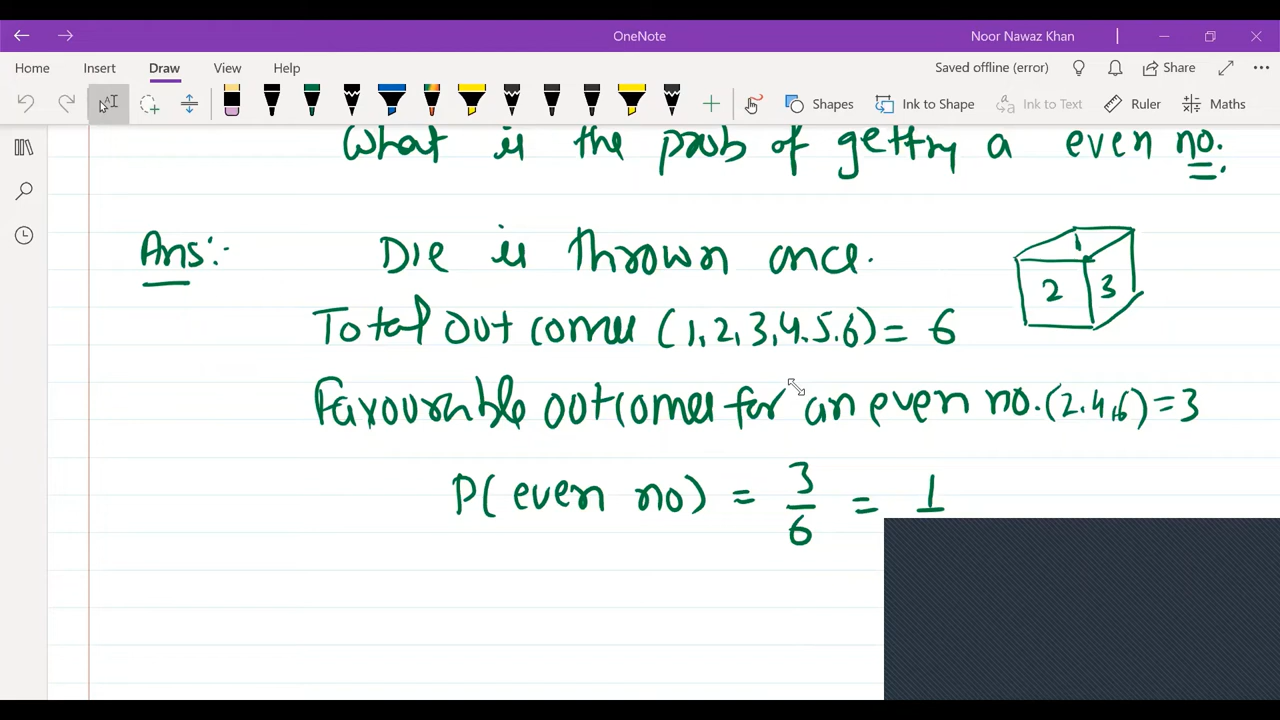 OneNote
Noor Nawaz Khan
Home Insert Draw View Help
Saved offline (error) Share
Shapes Ink to Shape Ink to Text Ruler Maths
What is the prob of getting a even no.
Ans:- Die is thrown once.
1 2 3
Total outcomes (1,2,3,4.5.6) = 6
Favourable outcomes for an even no. (2.4,6) = 3
P( even no) = 3/6 = 1